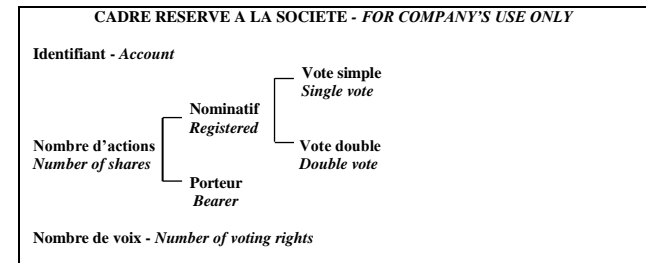 CADRE RESERVE A LA SOCIETE - FOR COMPANY'S USE ONLY
Identifiant - Account
Vote simple
Single vote
Nominatif
Registered
Nombre d'actions
Number of shares
Vote double
Double vote
Porteur
Bearer
Nombre de voix - Number of voting rights